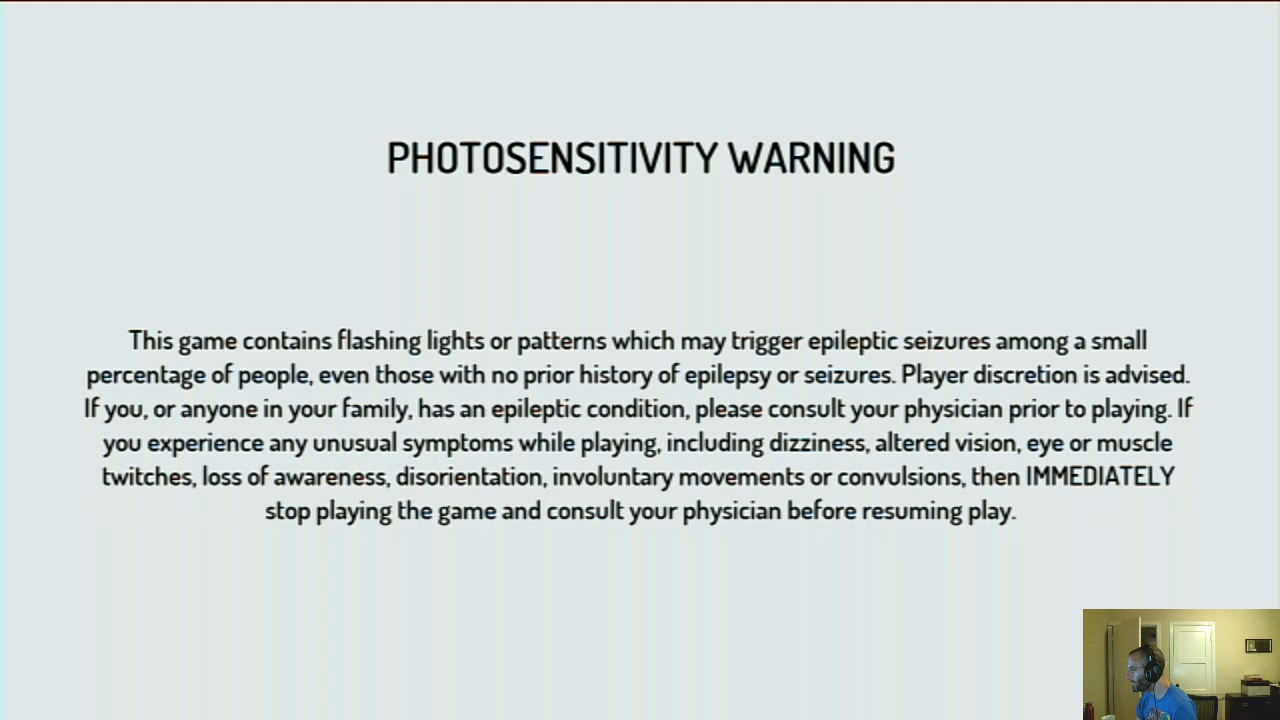 PHOTOSENSITIVITY WARNING
This game contains flashing lights or patterns which may trigger epileptic seizures among a small
percentage of people, even those with no prior history of epilepsy or seizures. Player discretion is advised.
If you, or anyone in your family, has an epileptic condition, please consult your physician prior to playing. If
you experience any unusual symptoms while playing, including dizziness, altered vision, eye or muscle
twitches, loss of awareness, disorientation, involuntary movements or convulsions, then IMMEDIATELY
stop playing the game and consult your physician before resuming play.